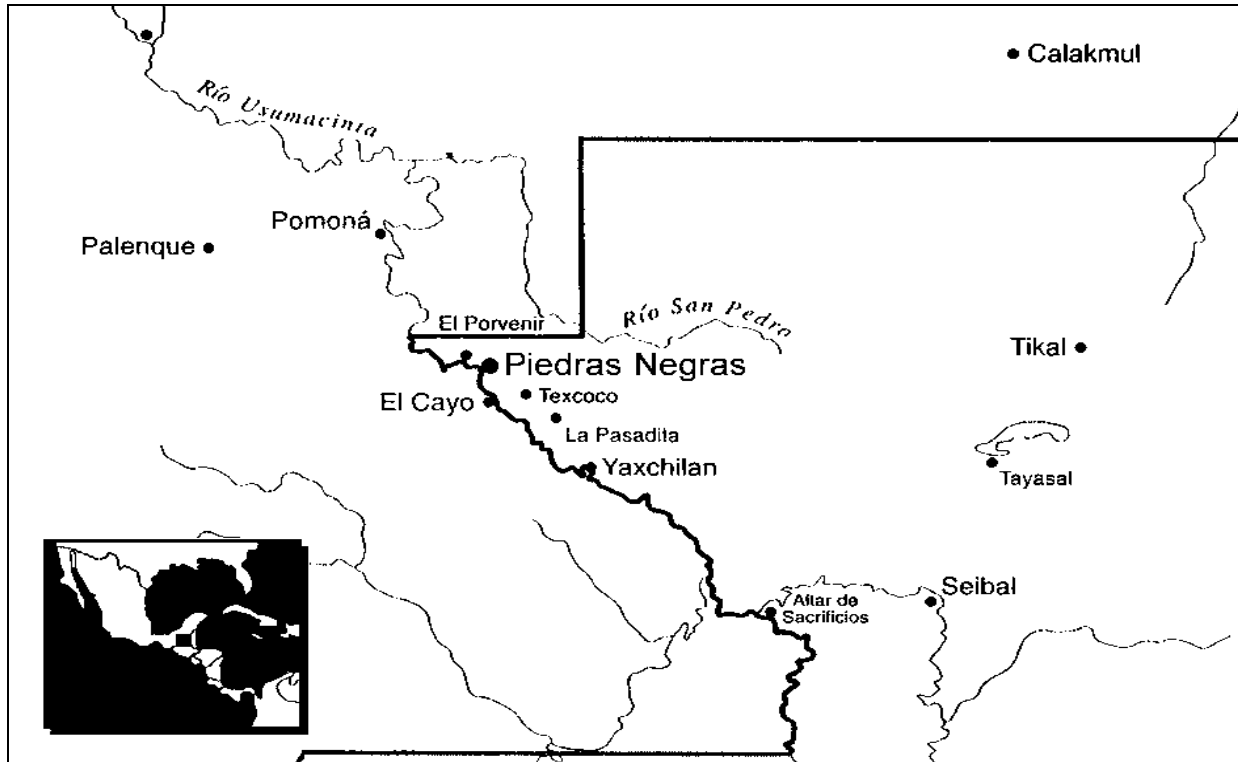 Calakmul
Río Usumacinta
Pomoná
Palenque
El Porvenir
Río San Pedro
Piedras Negras
Tikal
Texcoco
El Cayo
La Pasadita
Yaxchilan
Tayasal
Seibal
Altar de
Sacrificios